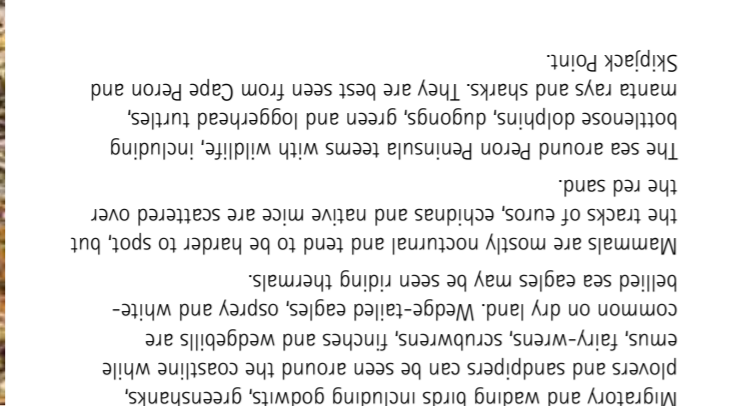 Migratory and wading birds including godwits, greenshanks,
plovers and sandpipers can be seen around the coastline while
emus, fairy-wrens, scrubwrens, finches and wedgebills are
common on dry land. Wedge-tailed eagles, osprey and white-
bellied sea eagles may be seen riding thermals.
Mammals are mostly nocturnal and tend to be harder to spot, but
the tracks of euros, echidnas and native mice are scattered over
the red sand.
The sea around Peron Peninsula teems with wildlife, including
bottlenose dolphins, dugongs, green and loggerhead turtles,
manta rays and sharks. They are best seen from Cape Peron and
Skipjack Point.